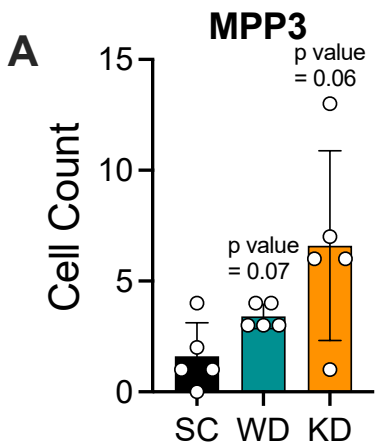 MPP3
A
p value
= 0.06
15
10
5
0
Cell Count
p value
= 0.07
SC WD KD